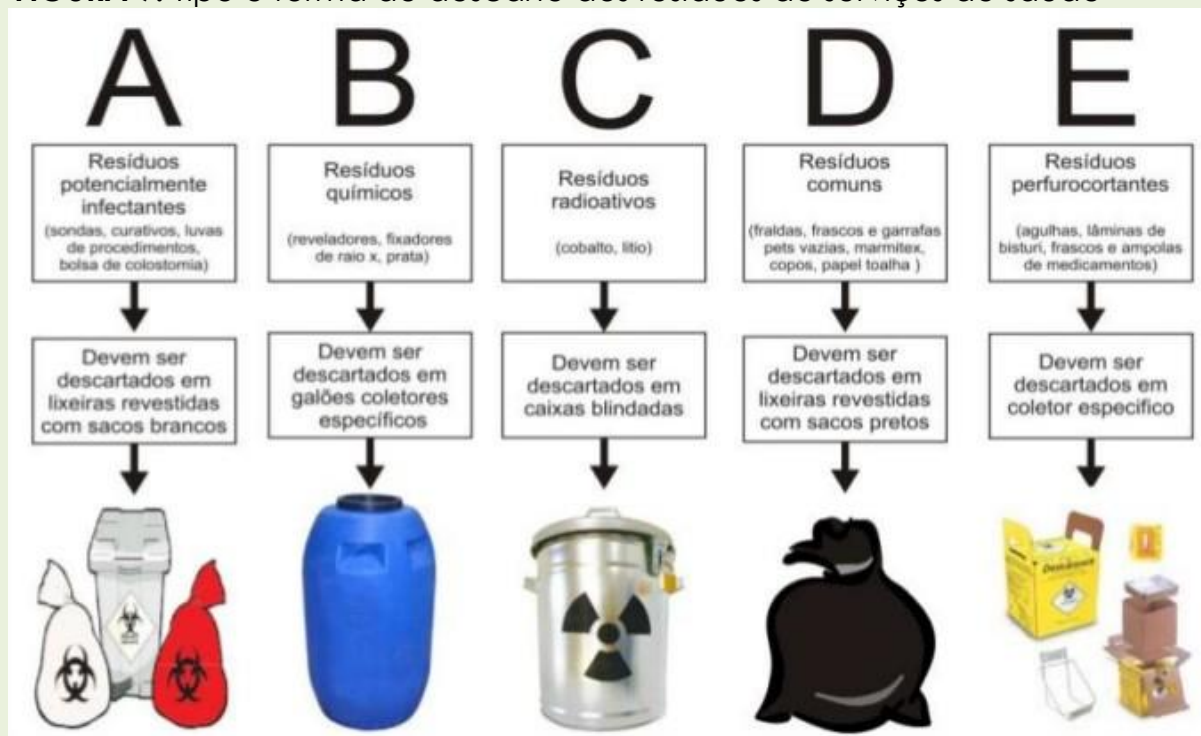 A
Resíduos
potencialmente
infectantes
(sondas, curativos, luvas
de procedimentos,
bolsa de colostomia)
Devem ser
descartados em
lixeiras revestidas
com sacos brancos
B
Resíduos
químicos
(reveladores, fixadores
de raio x, prata)
Devem ser
descartados em
galões coletores
específicos
C
Resíduos
radioativos
(cobalto, lítio)
Devem ser
descartados em
caixas blindadas
D
Resíduos
comuns
(fraldas, frascos e garrafas
pets vazias, marmitex,
copos, papel toalha )
Devem ser
descartados em
lixeiras revestidas
com sacos pretos
E
Resíduos
perfurocortantes
(agulhas, lâminas de
bisturi, frascos e ampolas
de medicamentos)
Devem ser
descartados em
coletor específico